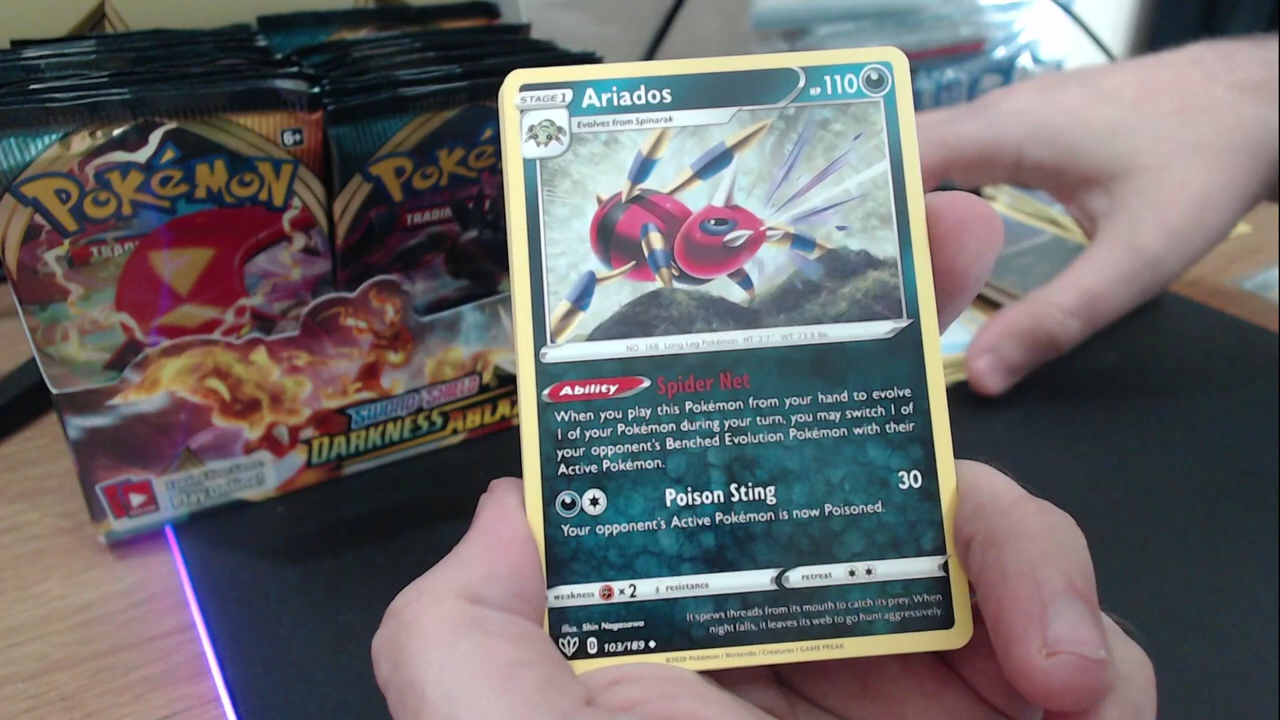 6+
POKéMON
TRAD
POKé
TRADIN
SWORD & SHIELD
DARKNESS ABLAZ
Play Online!
STAGE 1
Ariados
HP 110
Evolves from Spinarak
NO. 168 Long Leg Pokémon HT: 3'7" WT: 73.9 lbs.
Ability Spider Net
When you play this Pokémon from your hand to evolve
1 of your Pokémon during your turn, you may switch 1 of
your opponent's Benched Evolution Pokémon with their
Active Pokémon.
Poison Sting 30
Your opponent's Active Pokémon is now Poisoned.
weakness ×2 resistance retreat
It spews threads from its mouth to catch its prey. When
night falls, it leaves its web to go hunt aggressively.
Illus. Shin Nagasawa
D 103/189
©2020 Pokémon / Nintendo / Creatures / GAME FREAK